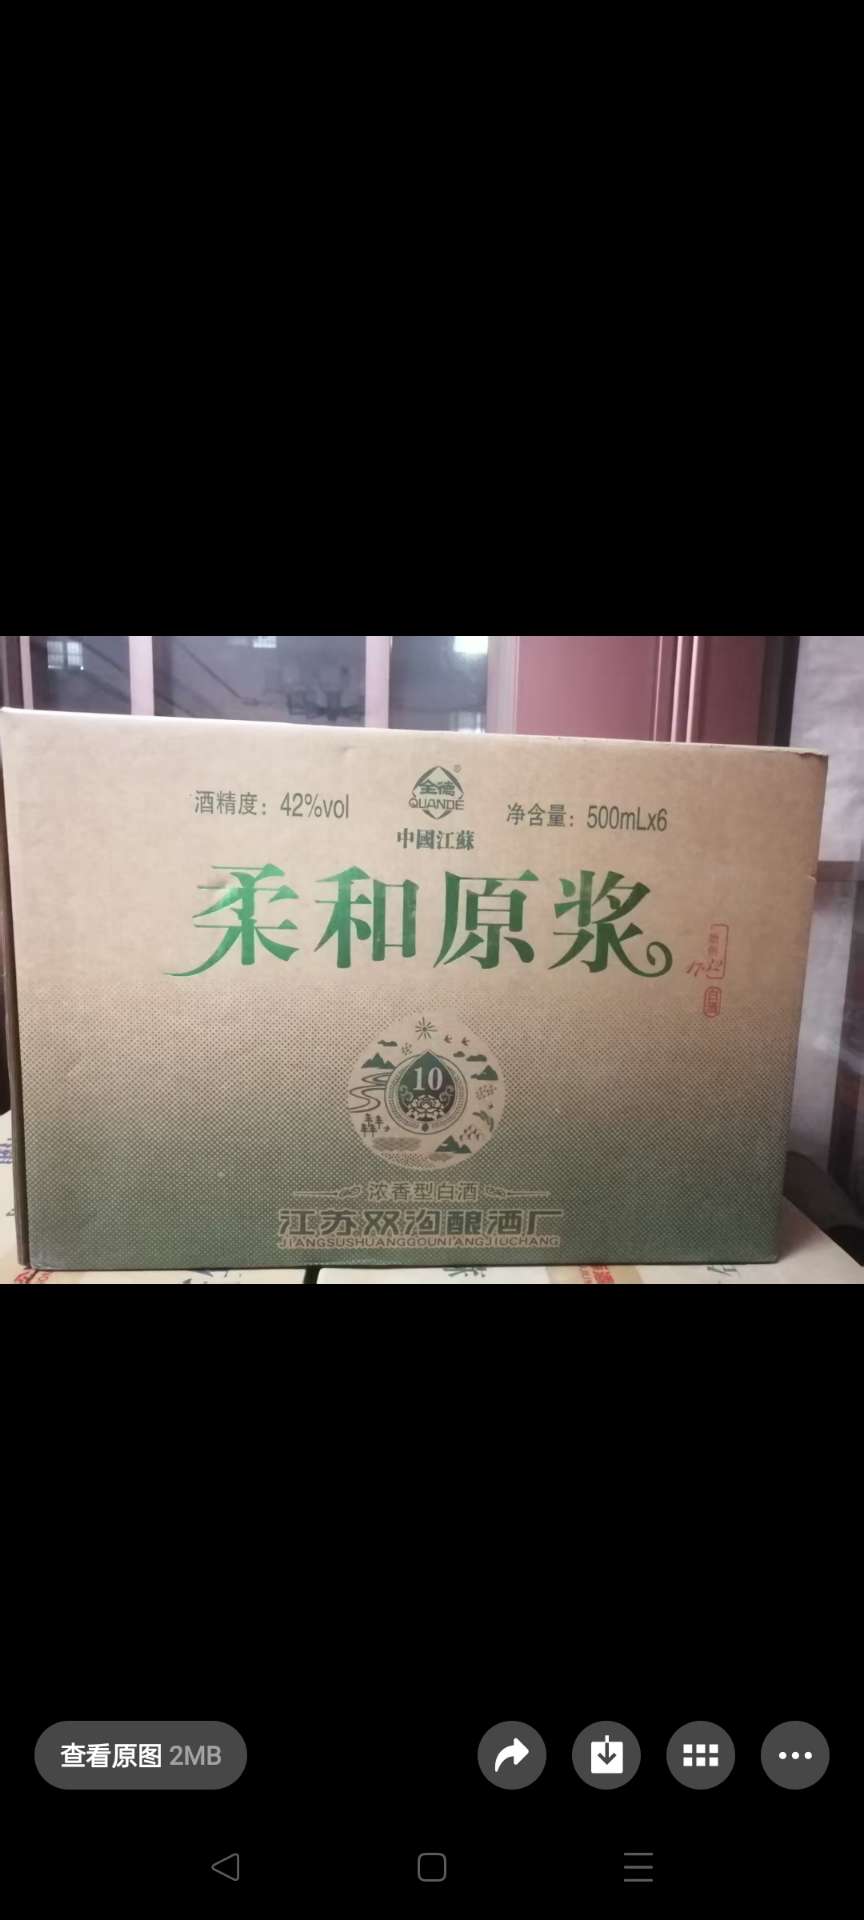 全德
®
QUANDE
中國江蘇
酒精度：42%vol
净含量：500mLx6
柔和原浆
白酒
10
浓香型白酒
江苏双沟酿酒厂
JIANGSUSHUANGGOUNIANGJIUCHANG
查看原图 2MB